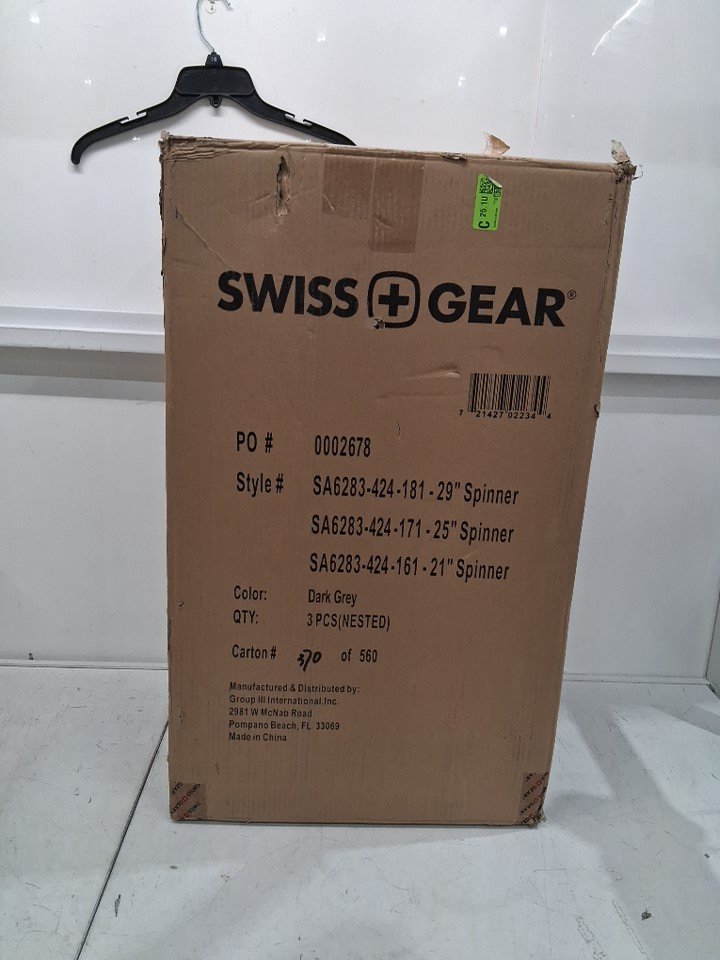 C 25 1U
SWISS GEAR®
7 21427 02234 4
PO # 0002678
Style # SA6283-424-181 - 29" Spinner
SA6283-424-171 - 25" Spinner
SA6283-424-161 - 21" Spinner
Color: Dark Grey
QTY: 3 PCS(NESTED)
Carton # 370 of 560
Manufactured & Distributed by:
Group III International,Inc.
2981 W McNab Road
Pompano Beach, FL 33069
Made in China